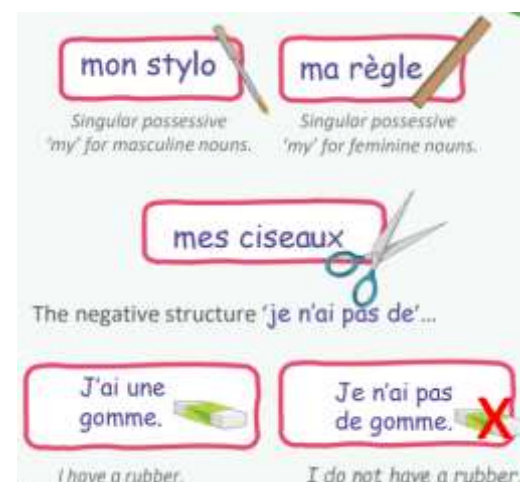 mon stylo
ma règle
Singular possessive
'my' for masculine nouns.
Singular possessive
'my' for feminine nouns.
mes ciseaux
The negative structure 'je n'ai pas de'...
J'ai une
gomme.
Je n'ai pas
de gomme.
I have a rubber.
I do not have a rubber.